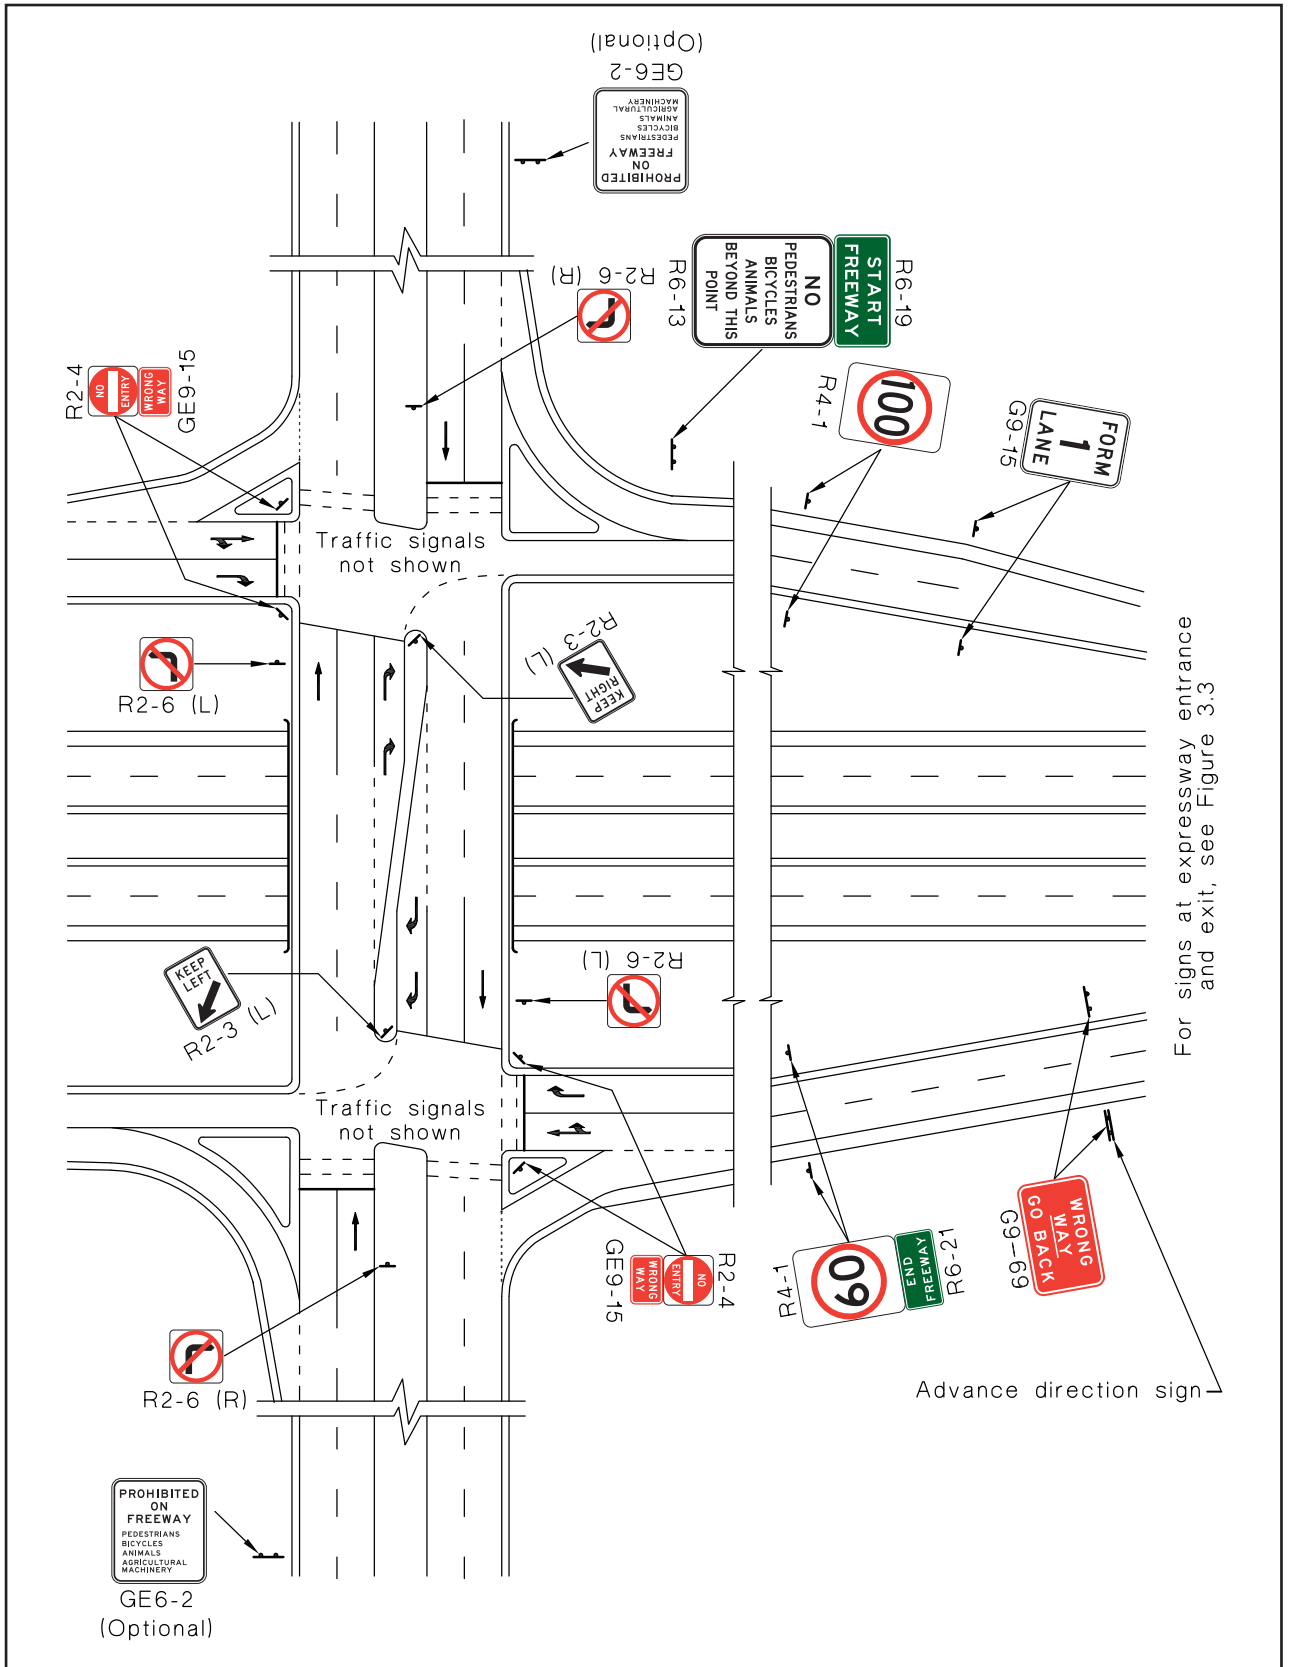 GE6-2
(Optional)
PROHIBITED
ON
FREEWAY
PEDESTRIANS
BICYCLES
ANIMALS
AGRICULTURAL
MACHINERY
R2-6 (R)
R6-19
START
FREEWAY
NO
PEDESTRIANS
BICYCLES
ANIMALS
BEYOND THIS
POINT
R6-13
R2-4
NO
ENTRY
WRONG
WAY
GE9-15
100
R4-1
FORM
1
LANE
G9-15
Traffic signals
not shown
R2-6 (L)
R2-3 (L)
KEEP
RIGHT
For signs at expressway entrance
and exit, see Figure 3.3
KEEP
LEFT
R2-3 (L)
R2-6 (L)
Traffic signals
not shown
R2-4
NO
ENTRY
WRONG
WAY
GE9-15
END
FREEWAY
R6-21
60
R4-1
WRONG
WAY
GO BACK
G9-69
Advance direction sign
R2-6 (R)
PROHIBITED
ON
FREEWAY
PEDESTRIANS
BICYCLES
ANIMALS
AGRICULTURAL
MACHINERY
GE6-2
(Optional)